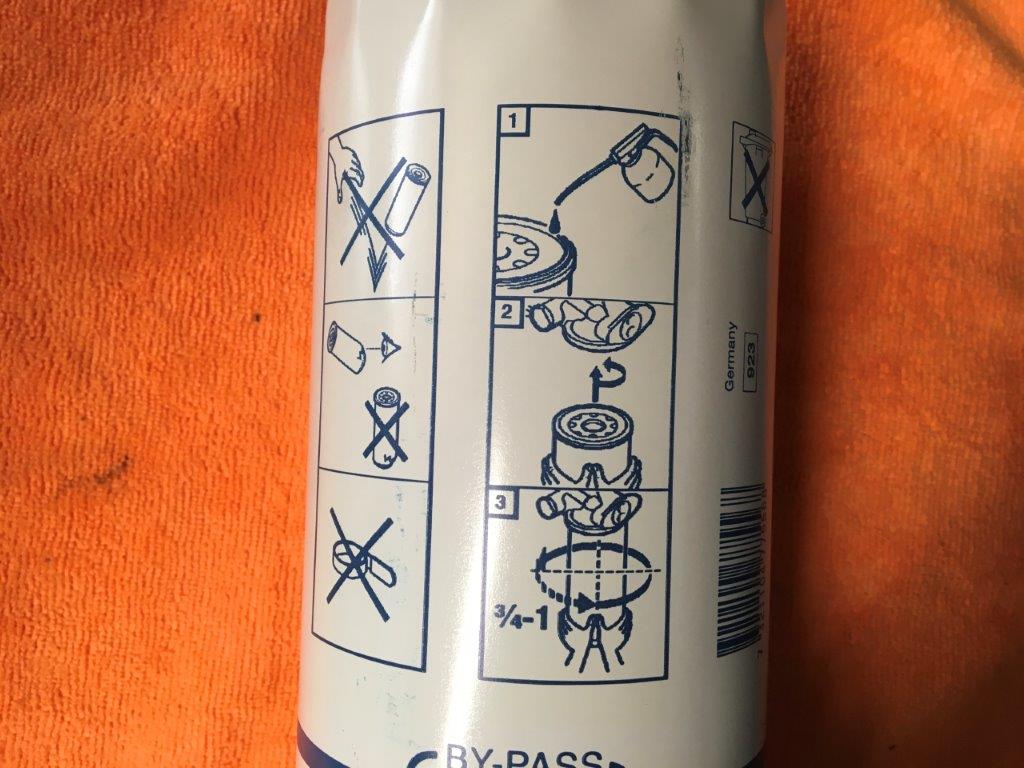 1
2
3
¾-1
Germany
923
BY-PASS